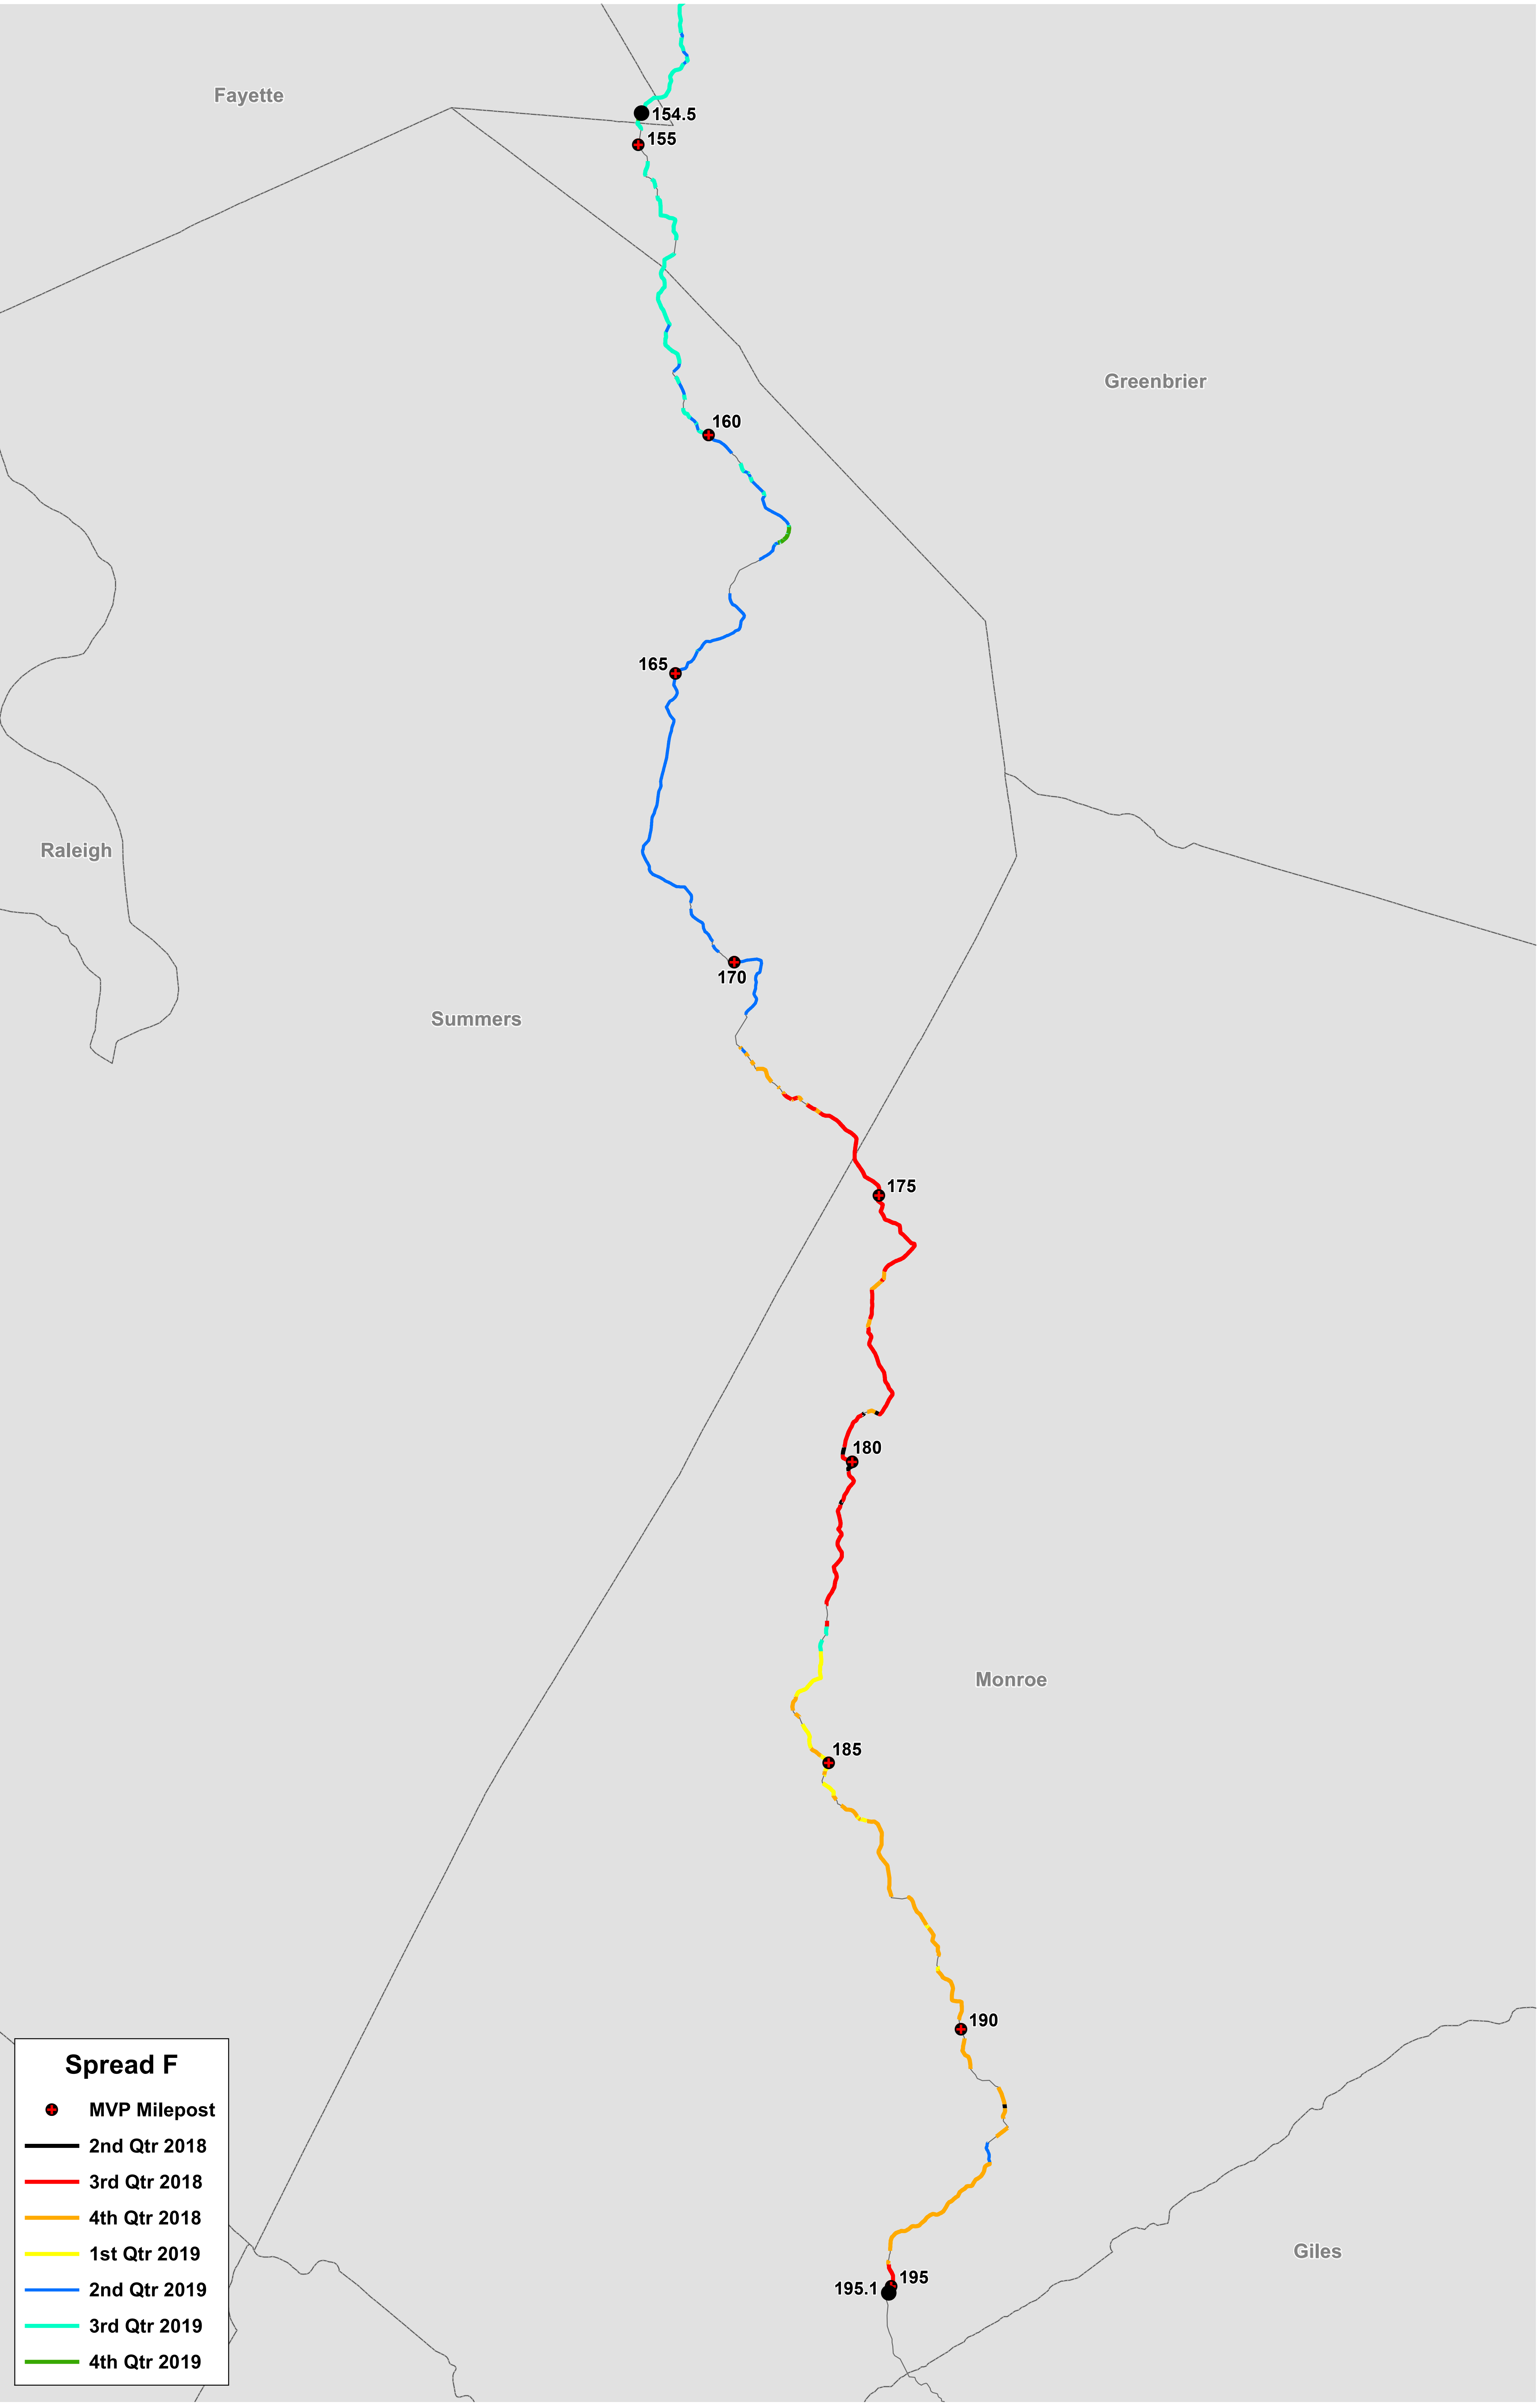 Fayette
154.5
155
Greenbrier
160
165
Raleigh
170
Summers
175
180
Monroe
185
190
Giles
195
195.1
Spread F
MVP Milepost
2nd Qtr 2018
3rd Qtr 2018
4th Qtr 2018
1st Qtr 2019
2nd Qtr 2019
3rd Qtr 2019
4th Qtr 2019